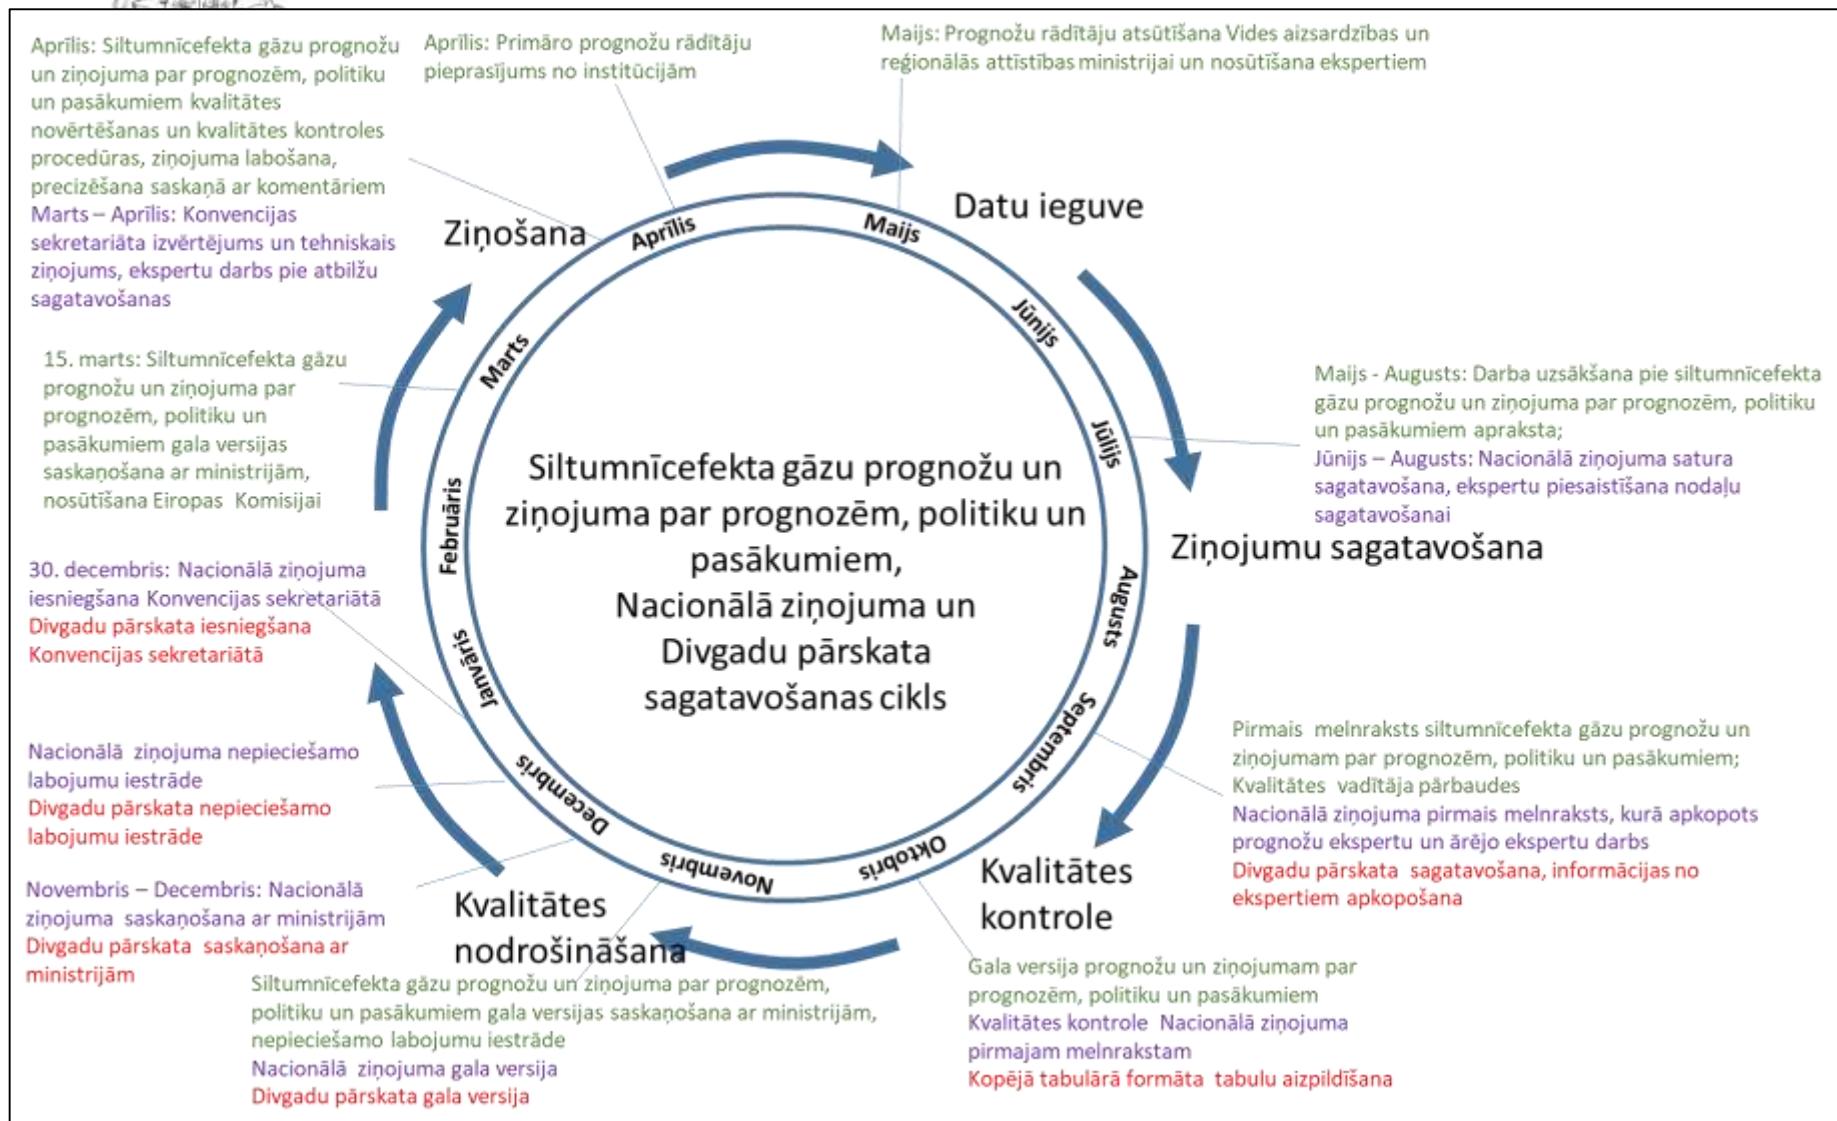 Aprīlis: Siltumnīcefekta gāzu prognožu
un ziņojuma par prognozēm, politiku
un pasākumiem kvalitātes
novērtēšanas un kvalitātes kontroles
procedūras, ziņojuma labošana,
precizēšana saskaņā ar komentāriem
Marts – Aprīlis: Konvencijas
sekretariāta izvērtējums un tehniskais
ziņojums, ekspertu darbs pie atbilžu
sagatavošanas
Aprīlis: Primāro prognožu rādītāju
pieprasījums no institūcijām
Maijs: Prognožu rādītāju atsūtīšana Vides aizsardzības un
reģionālās attīstības ministrijai un nosūtīšana ekspertiem
Ziņošana
Datu ieguve
Aprīlis
Maijs
Jūnijs
Jūlijs
Augusts
Septembris
Oktobris
Novembris
Decembris
Janvāris
Februāris
Marts
Siltumnīcefekta gāzu prognožu un
ziņojuma par prognozēm, politiku un
pasākumiem,
Nacionālā ziņojuma un
Divgadu pārskata
sagatavošanas cikls
Maijs - Augusts: Darba uzsākšana pie siltumnīcefekta
gāzu prognožu un ziņojuma par prognozēm, politiku
un pasākumiem apraksta;
Jūnijs – Augusts: Nacionālā ziņojuma satura
sagatavošana, ekspertu piesaistīšana nodaļu
sagatavošanai
Ziņojumu sagatavošana
Pirmais melnraksts siltumnīcefekta gāzu prognožu un
ziņojumam par prognozēm, politiku un pasākumiem;
Kvalitātes vadītāja pārbaudes
Nacionālā ziņojuma pirmais melnraksts, kurā apkopots
prognožu ekspertu un ārējo ekspertu darbs
Divgadu pārskata sagatavošana, informācijas no
ekspertiem apkopošana
Kvalitātes
kontrole
Gala versija prognožu un ziņojumam par
prognozēm, politiku un pasākumiem
Kvalitātes kontrole Nacionālā ziņojuma
pirmajam melnrakstam
Kopējā tabulārā formāta tabulu aizpildīšana
Kvalitātes
nodrošināšana
Siltumnīcefekta gāzu prognožu un ziņojuma par prognozēm,
politiku un pasākumiem gala versijas saskaņošana ar ministrijām,
nepieciešamo labojumu iestrāde
Nacionālā ziņojuma gala versija
Divgadu pārskata gala versija
Novembris – Decembris: Nacionālā
ziņojuma saskaņošana ar ministrijām
Divgadu pārskata saskaņošana ar
ministrijām
Nacionālā ziņojuma nepieciešamo
labojumu iestrāde
Divgadu pārskata nepieciešamo
labojumu iestrāde
30. decembris: Nacionālā ziņojuma
iesniegšana Konvencijas sekretariātā
Divgadu pārskata iesniegšana
Konvencijas sekretariātā
15. marts: Siltumnīcefekta gāzu
prognožu un ziņojuma par
prognozēm, politiku un
pasākumiem gala versijas
saskaņošana ar ministrijām,
nosūtīšana Eiropas Komisijai